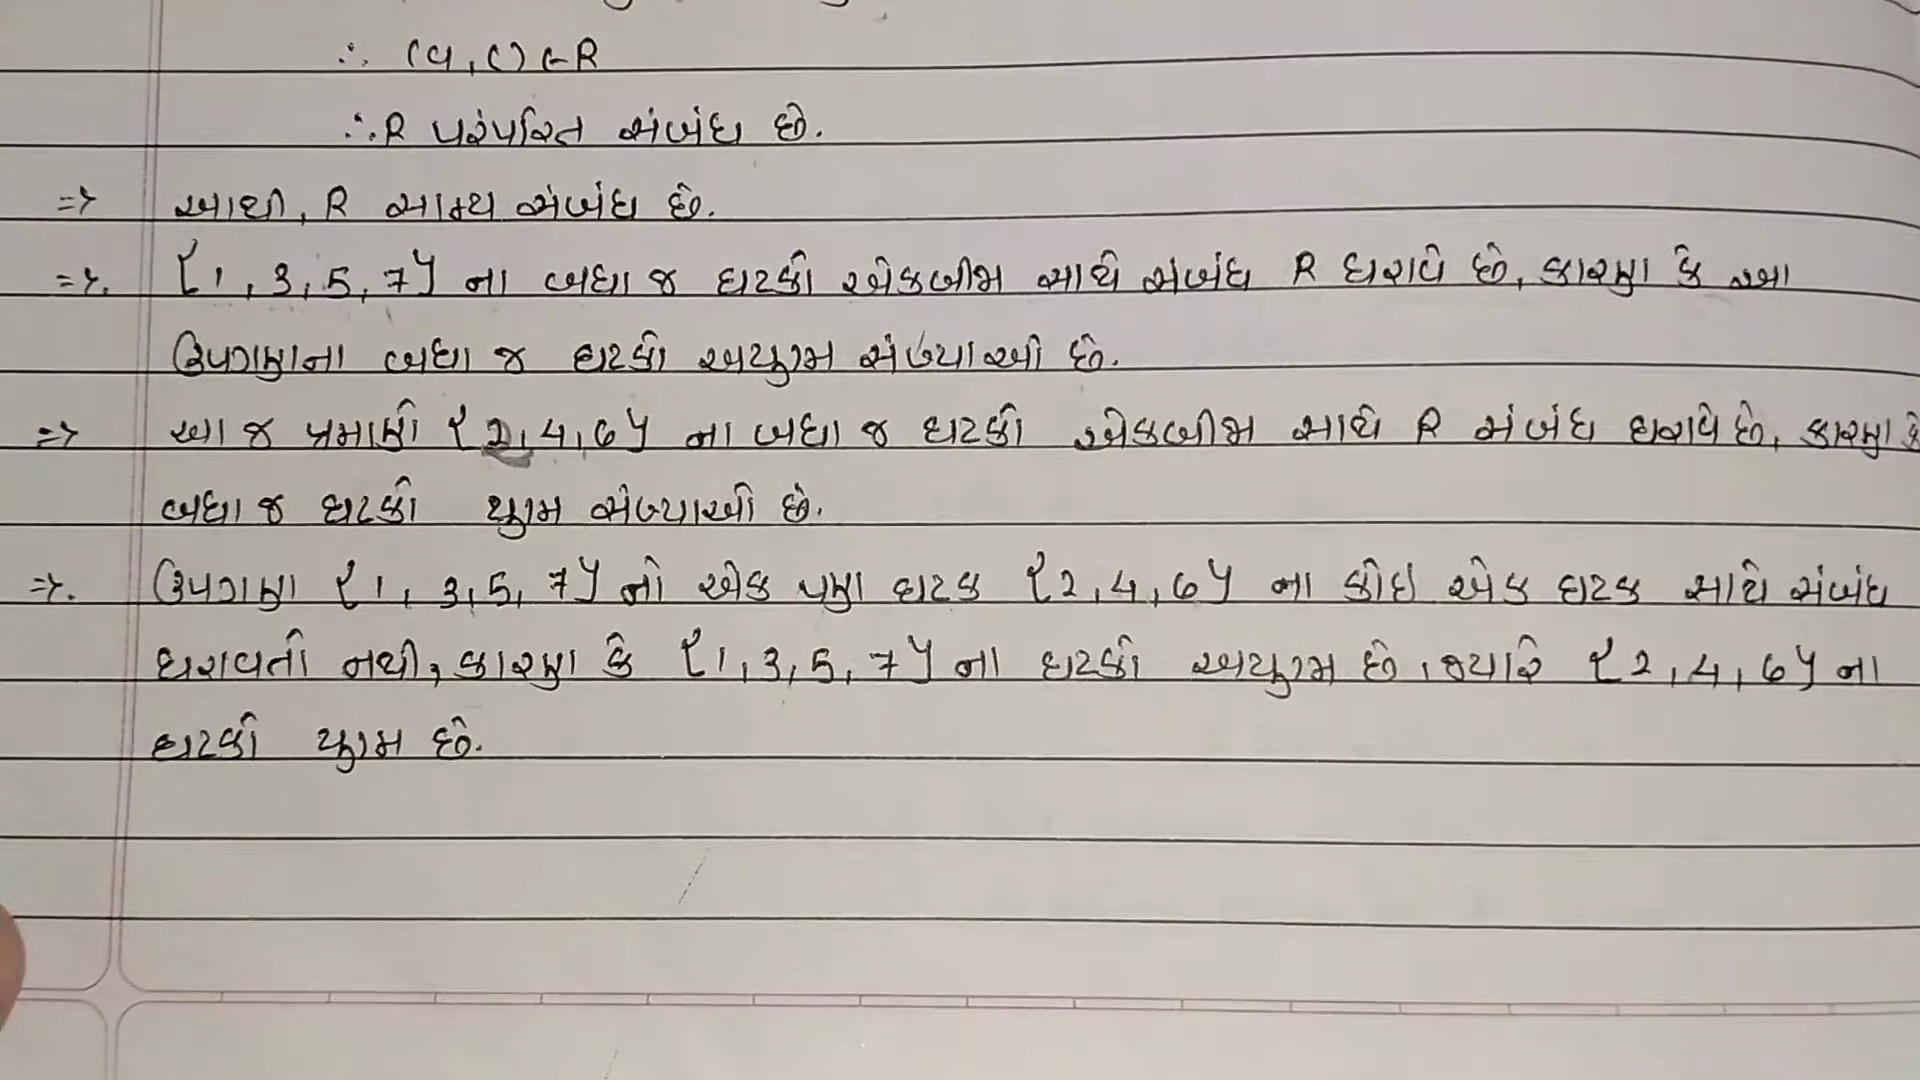 ∴ (a, c) ∈ R
∴ R પરંપરિત સંબંધ છે.
⇒ આથી, R સામ્ય સંબંધ છે.
⇒ {1, 3, 5, 7} ના બધા જ ઘટકો એકબીજા સાથે સંબંધ R ધરાવે છે, કારણ કે આ
ઉપગણના બધા જ ઘટકો અયુગ્મ સંખ્યાઓ છે.
⇒ આ જ પ્રમાણે {2, 4, 6} ના બધા જ ઘટકો એકબીજા સાથે R સંબંધ ધરાવે છે, કારણ કે
બધા જ ઘટકો યુગ્મ સંખ્યાઓ છે.
⇒ ઉપગણ {1, 3, 5, 7} નો એક પણ ઘટક {2, 4, 6} ના કોઇ એક ઘટક સાથે સંબંધ
ધરાવતો નથી, કારણ કે {1, 3, 5, 7} ના ઘટકો અયુગ્મ છે, જ્યારે {2, 4, 6} ના
ઘટકો યુગ્મ છે.